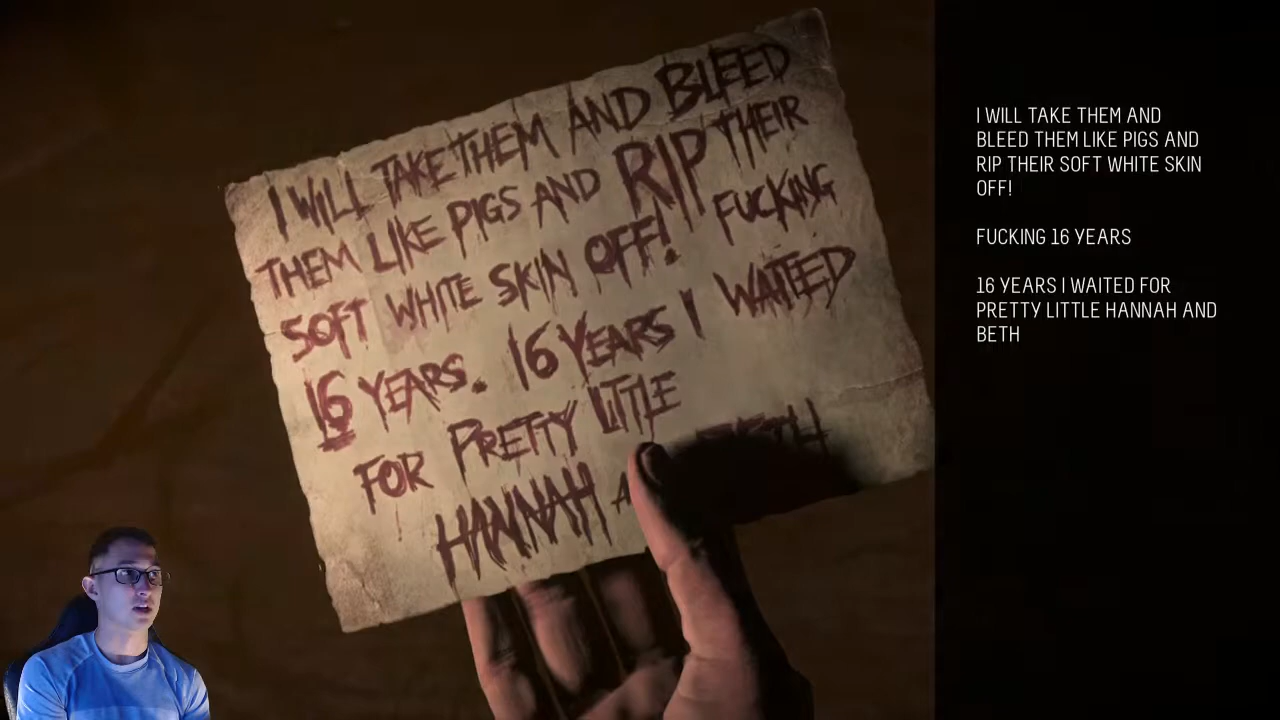 I WILL TAKE THEM AND BLEED
THEM LIKE PIGS AND RIP THEIR
SOFT WHITE SKIN OFF! FUCKING
16 YEARS. 16 YEARS I WAITED
FOR PRETTY LITTLE
HANNAH A BETH
I WILL TAKE THEM AND
BLEED THEM LIKE PIGS AND
RIP THEIR SOFT WHITE SKIN
OFF!
FUCKING 16 YEARS
16 YEARS I WAITED FOR
PRETTY LITTLE HANNAH AND
BETH